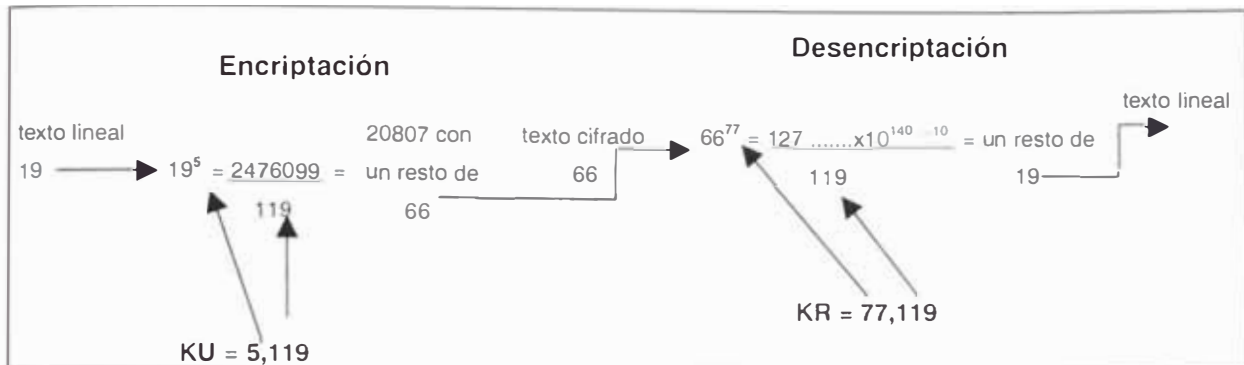 Encriptación
Desencriptación
texto lineal
19
19⁵ = 2476099 =
119
20807 con
un resto de
66
texto cifrado
66
66⁷⁷ = 127 .......x10¹⁴⁰ = un resto de
119
19
texto lineal
KU = 5,119
KR = 77,119